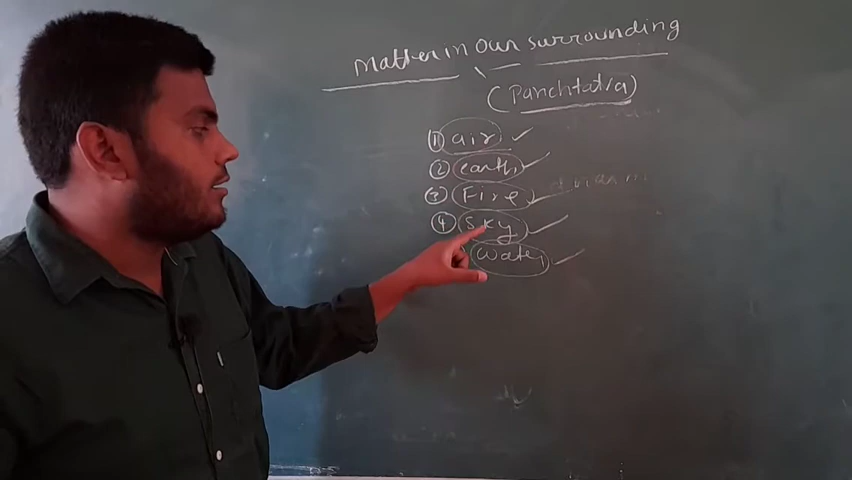 Matter in Our surrounding
(Panchtatva)
① air ✓
② earth ✓
③ Fire ✓
④ Sky ✓
Water ✓